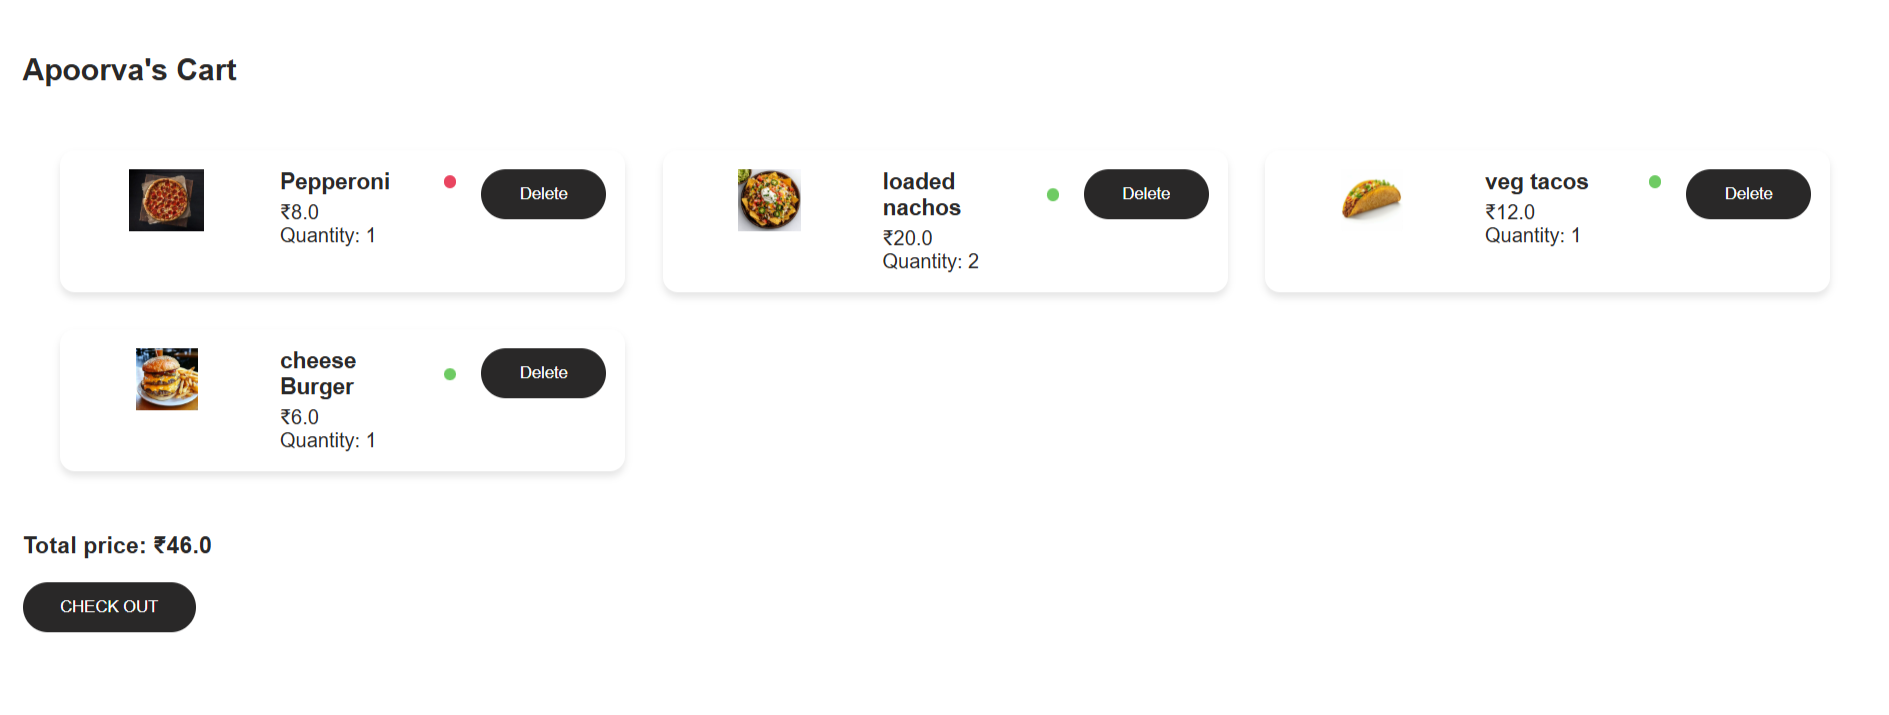 Apoorva's Cart
Pepperoni
₹8.0
Quantity: 1
Delete
loaded
nachos
₹20.0
Quantity: 2
Delete
veg tacos
₹12.0
Quantity: 1
Delete
cheese
Burger
₹6.0
Quantity: 1
Delete
Total price: ₹46.0
CHECK OUT